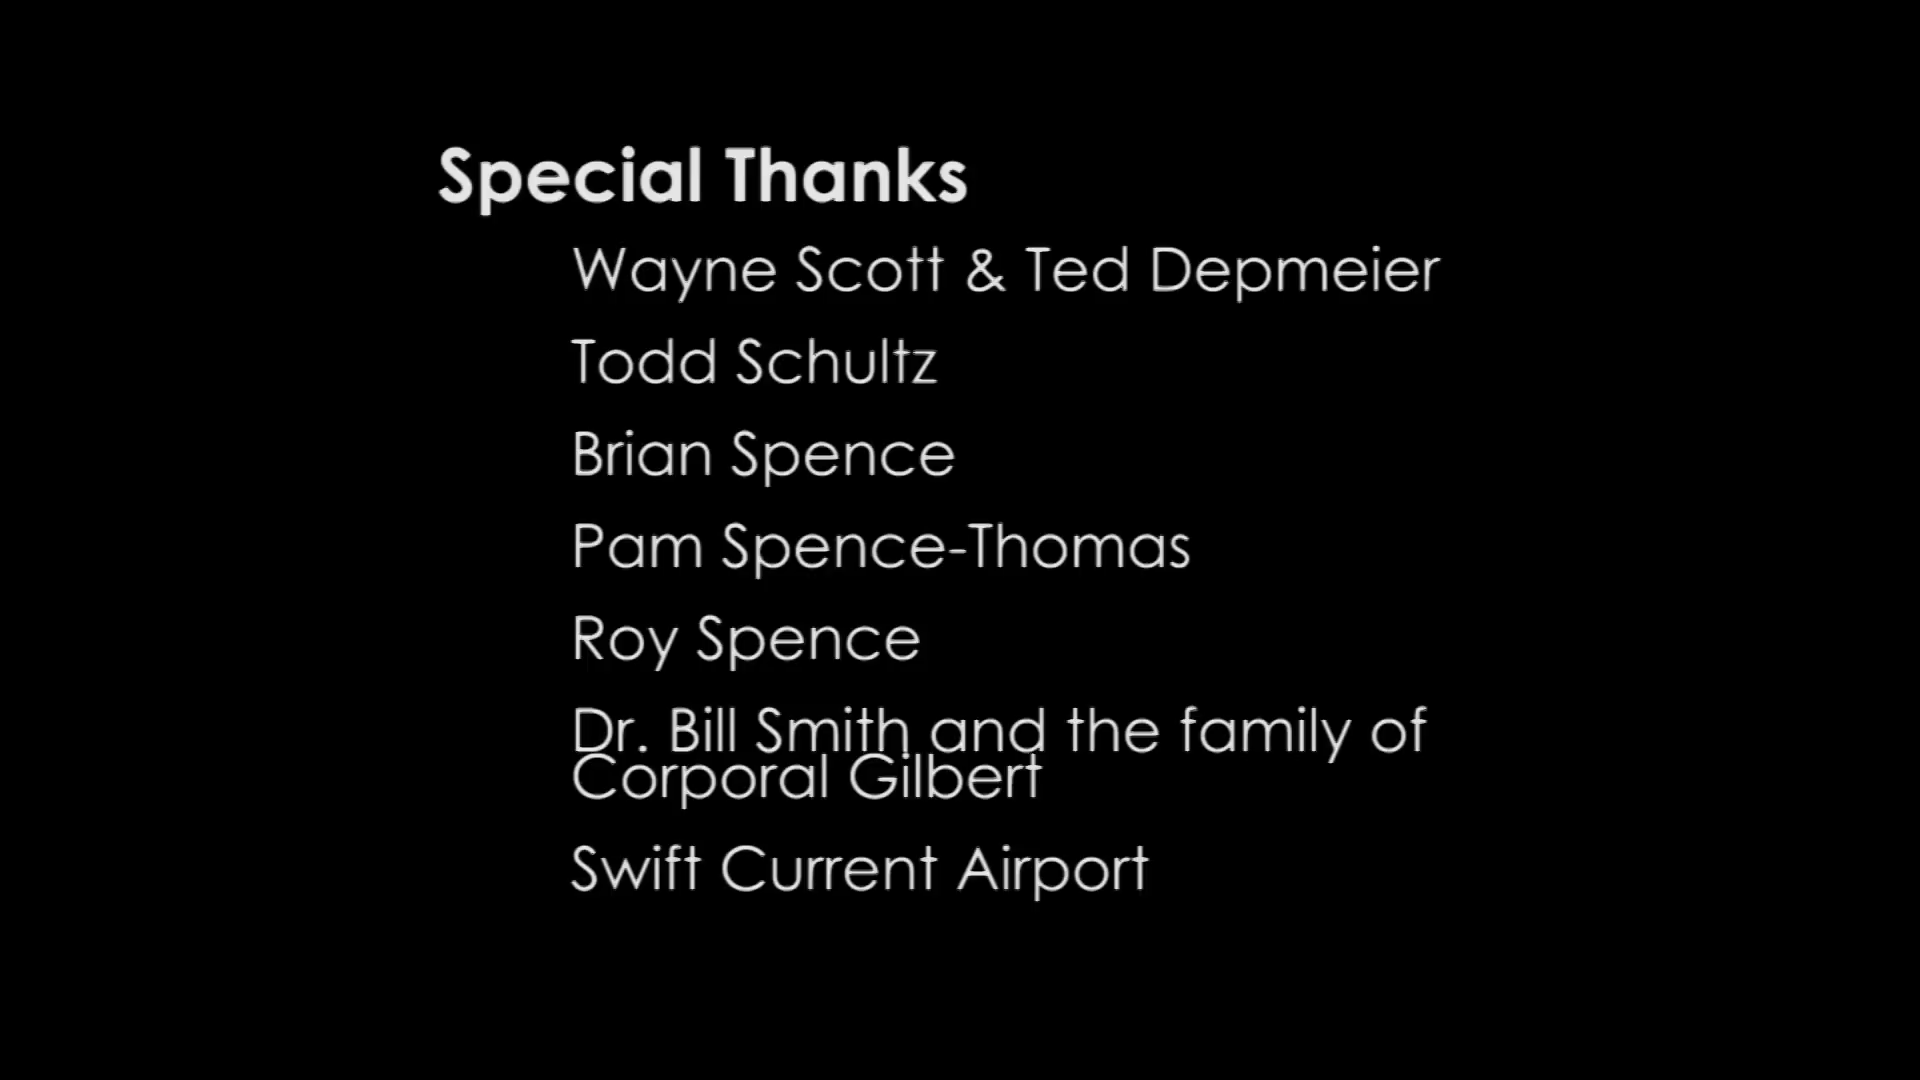 Special Thanks
Wayne Scott & Ted Depmeier
Todd Schultz
Brian Spence
Pam Spence-Thomas
Roy Spence
Dr. Bill Smith and the family of
Corporal Gilbert
Swift Current Airport